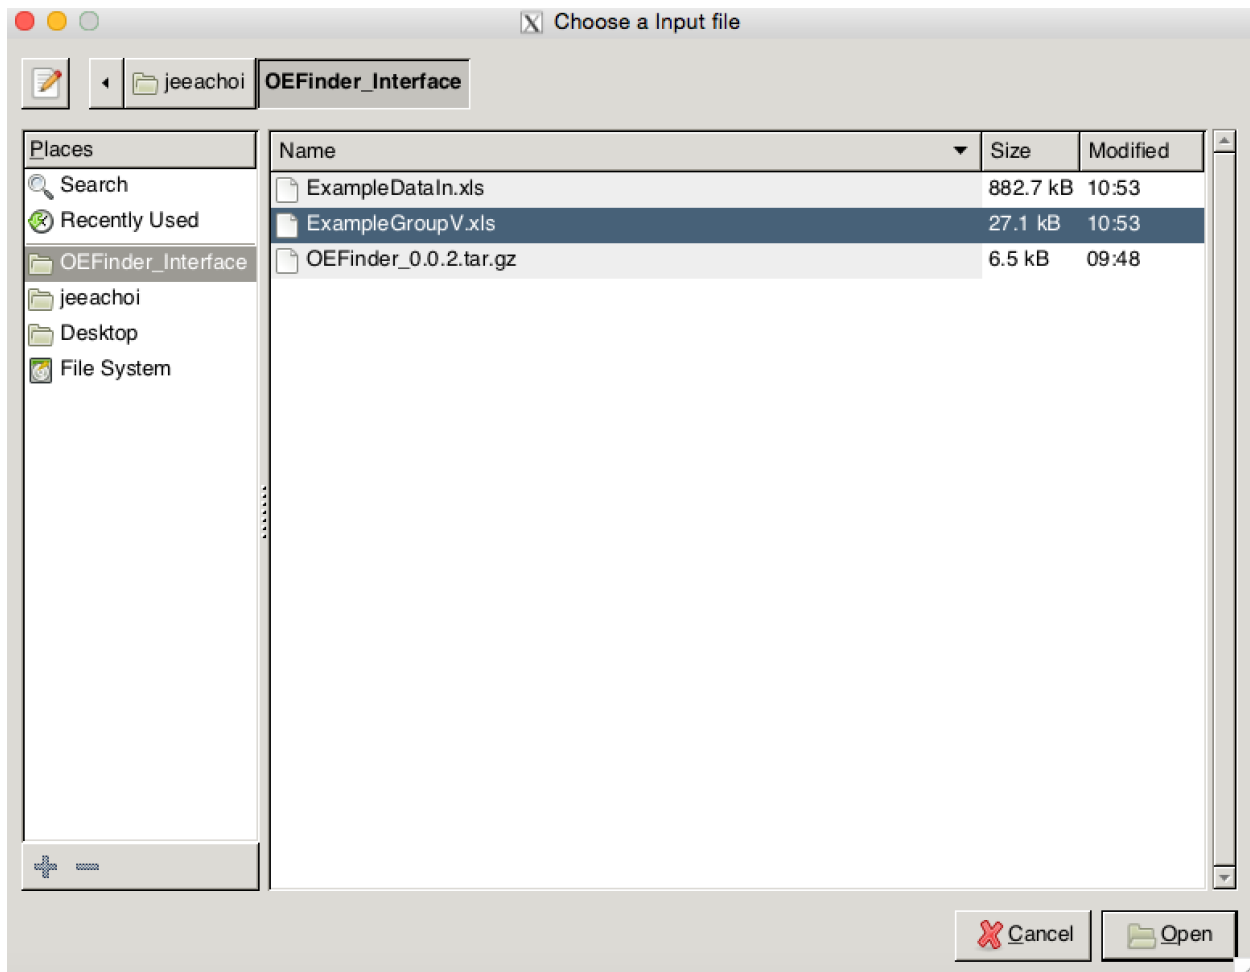 Choose a Input file
jeeachoi OEFinder_Interface
Places
Search
Recently Used
OEFinder_Interface
jeeachoi
Desktop
File System
Name Size Modified
ExampleDataIn.xls 882.7 kB 10:53
ExampleGroupV.xls 27.1 kB 10:53
OEFinder_0.0.2.tar.gz 6.5 kB 09:48
Cancel Open